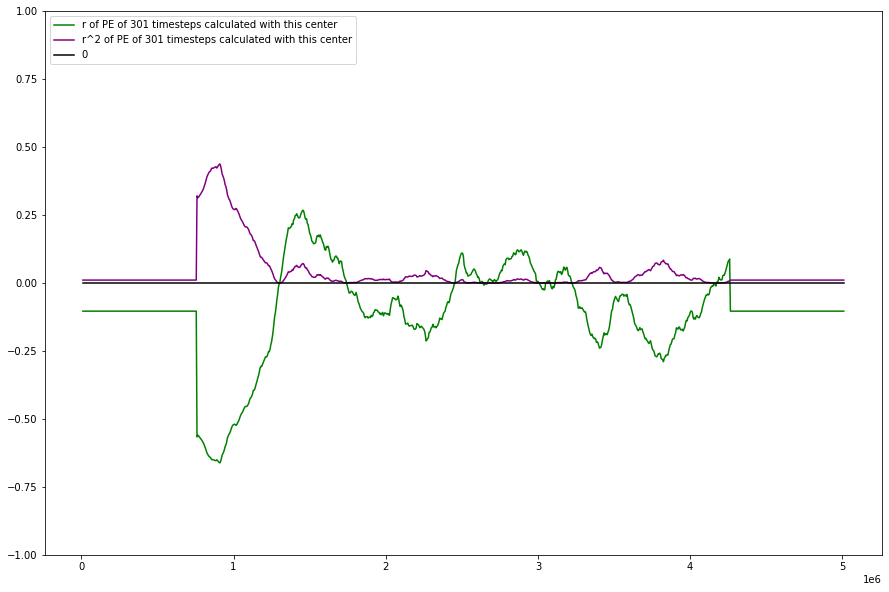 1.00
r of PE of 301 timesteps calculated with this center
r^2 of PE of 301 timesteps calculated with this center
0
0.75
0.50
0.25
0.00
−0.25
−0.50
−0.75
−1.00
0 1 2 3 4 5
1e6